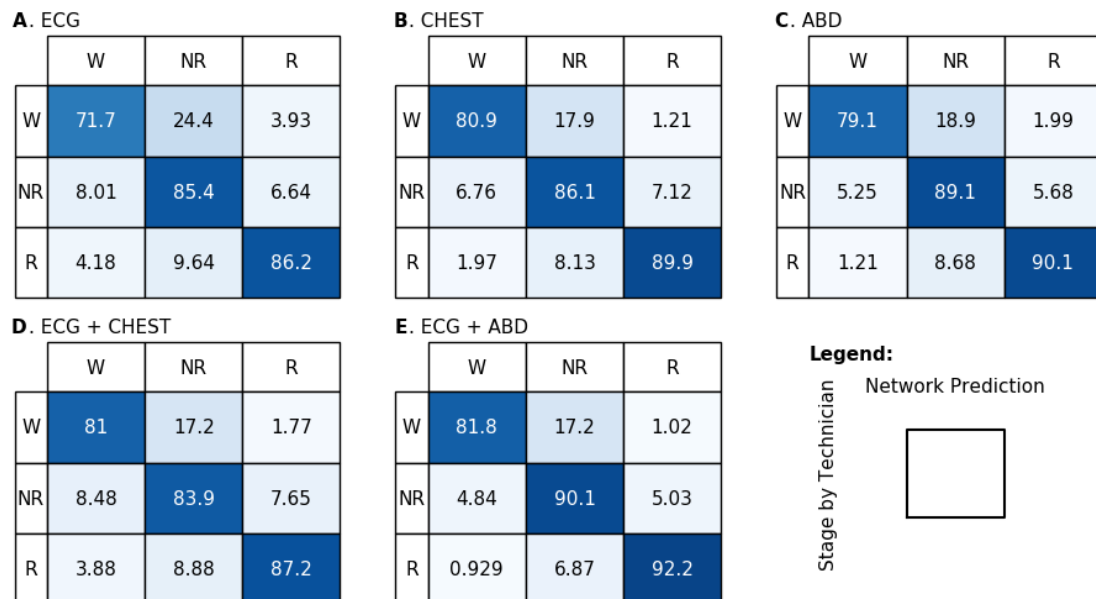 A. ECG
W NR R
W 71.7 24.4 3.93
NR 8.01 85.4 6.64
R 4.18 9.64 86.2
B. CHEST
W NR R
W 80.9 17.9 1.21
NR 6.76 86.1 7.12
R 1.97 8.13 89.9
C. ABD
W NR R
W 79.1 18.9 1.99
NR 5.25 89.1 5.68
R 1.21 8.68 90.1
D. ECG + CHEST
W NR R
W 81 17.2 1.77
NR 8.48 83.9 7.65
R 3.88 8.88 87.2
E. ECG + ABD
W NR R
W 81.8 17.2 1.02
NR 4.84 90.1 5.03
R 0.929 6.87 92.2
Legend:
Network Prediction
Stage by Technician